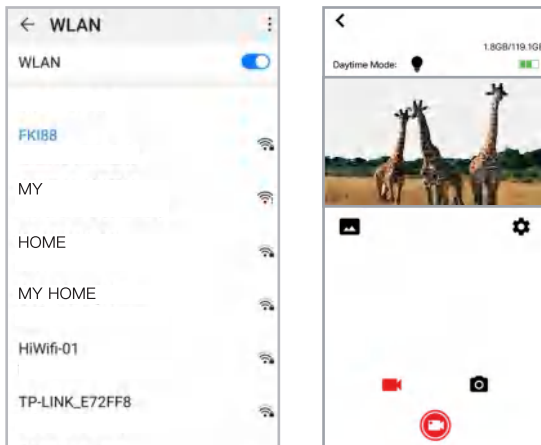 ← WLAN
WLAN
FKI88
MY
HOME
MY HOME
HiWifi-01
TP-LINK_E72FF8
1.8GB/119.1GB
Daytime Mode: